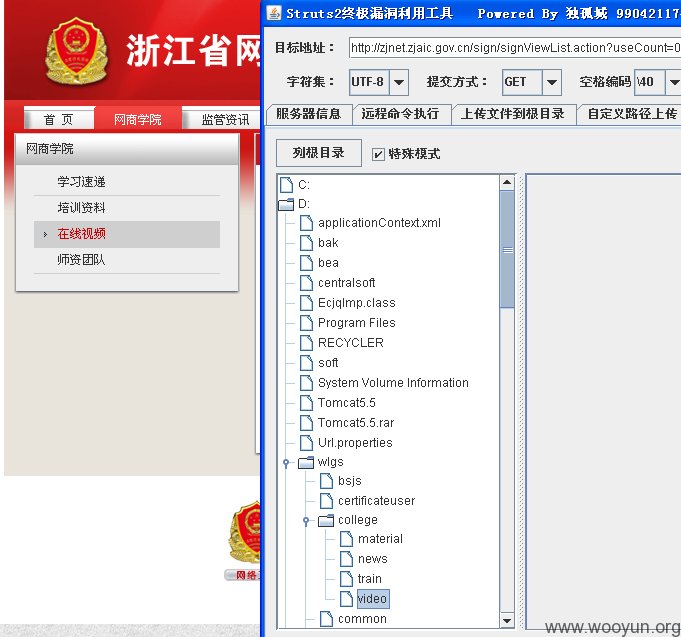 浙江省网
首 页
网商学院
监管资讯
网商学院
学习速递
培训资料
在线视频
师资团队
网络
Struts2终极漏洞利用工具 Powered By 独孤城 99042117
目标地址：
http://zjnet.zjaic.gov.cn/sign/signViewList.action?useCount=0
字符集：
UTF-8
提交方式：
GET
空格编码
\40
服务器信息
远程命令执行
上传文件到根目录
自定义路径上传
列根目录
特殊模式
C:
D:
applicationContext.xml
bak
bea
centralsoft
EcjqImp.class
Program Files
RECYCLER
soft
System Volume Information
Tomcat5.5
Tomcat5.5.rar
Url.properties
wlgs
bsjs
certificateuser
college
material
news
train
video
common
www.wooyun.org